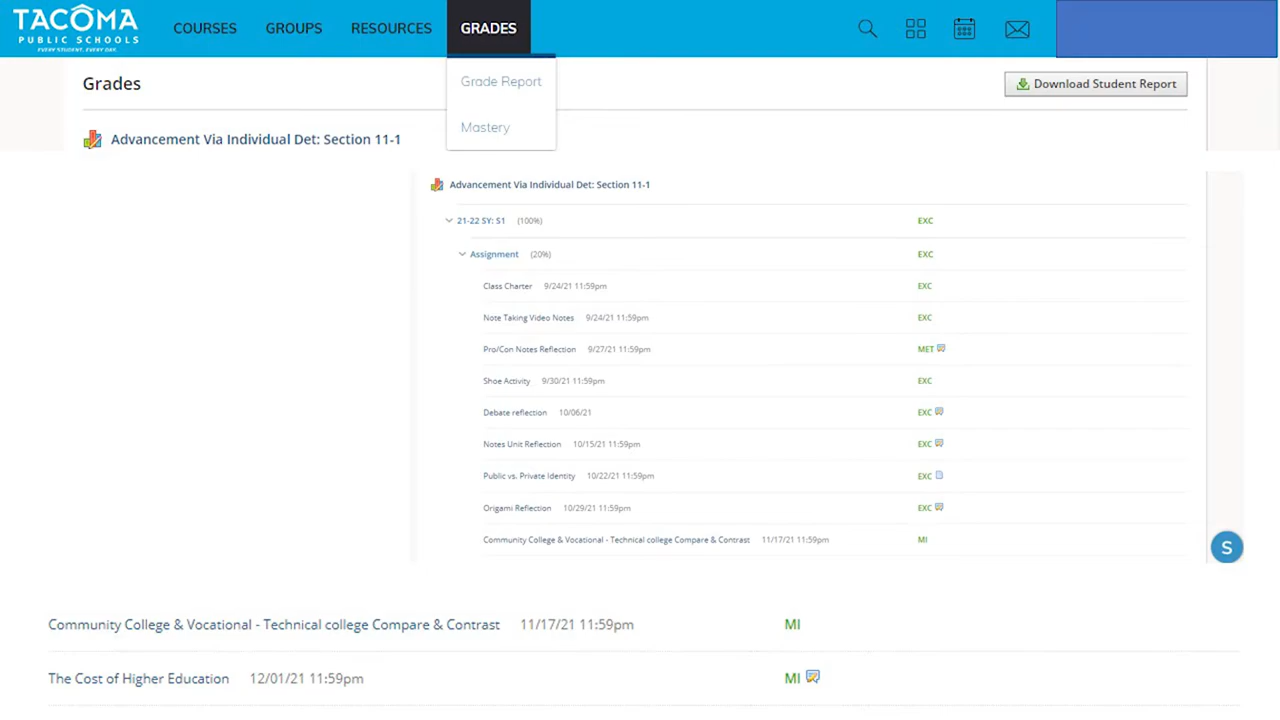 TACOMA
PUBLIC SCHOOLS
EVERY STUDENT. EVERY DAY.
COURSES GROUPS RESOURCES GRADES
Grade Report
Mastery
Grades
Download Student Report
Advancement Via Individual Det: Section 11-1
Advancement Via Individual Det: Section 11-1
21-22 SY: S1 (100%) EXC
Assignment (20%) EXC
Class Charter 9/24/21 11:59pm EXC
Note Taking Video Notes 9/24/21 11:59pm EXC
Pro/Con Notes Reflection 9/27/21 11:59pm MET
Shoe Activity 9/30/21 11:59pm EXC
Debate reflection 10/06/21 EXC
Notes Unit Reflection 10/15/21 11:59pm EXC
Public vs. Private Identity 10/22/21 11:59pm EXC
Origami Reflection 10/29/21 11:59pm EXC
Community College & Vocational - Technical college Compare & Contrast 11/17/21 11:59pm MI
S
Community College & Vocational - Technical college Compare & Contrast 11/17/21 11:59pm MI
The Cost of Higher Education 12/01/21 11:59pm MI